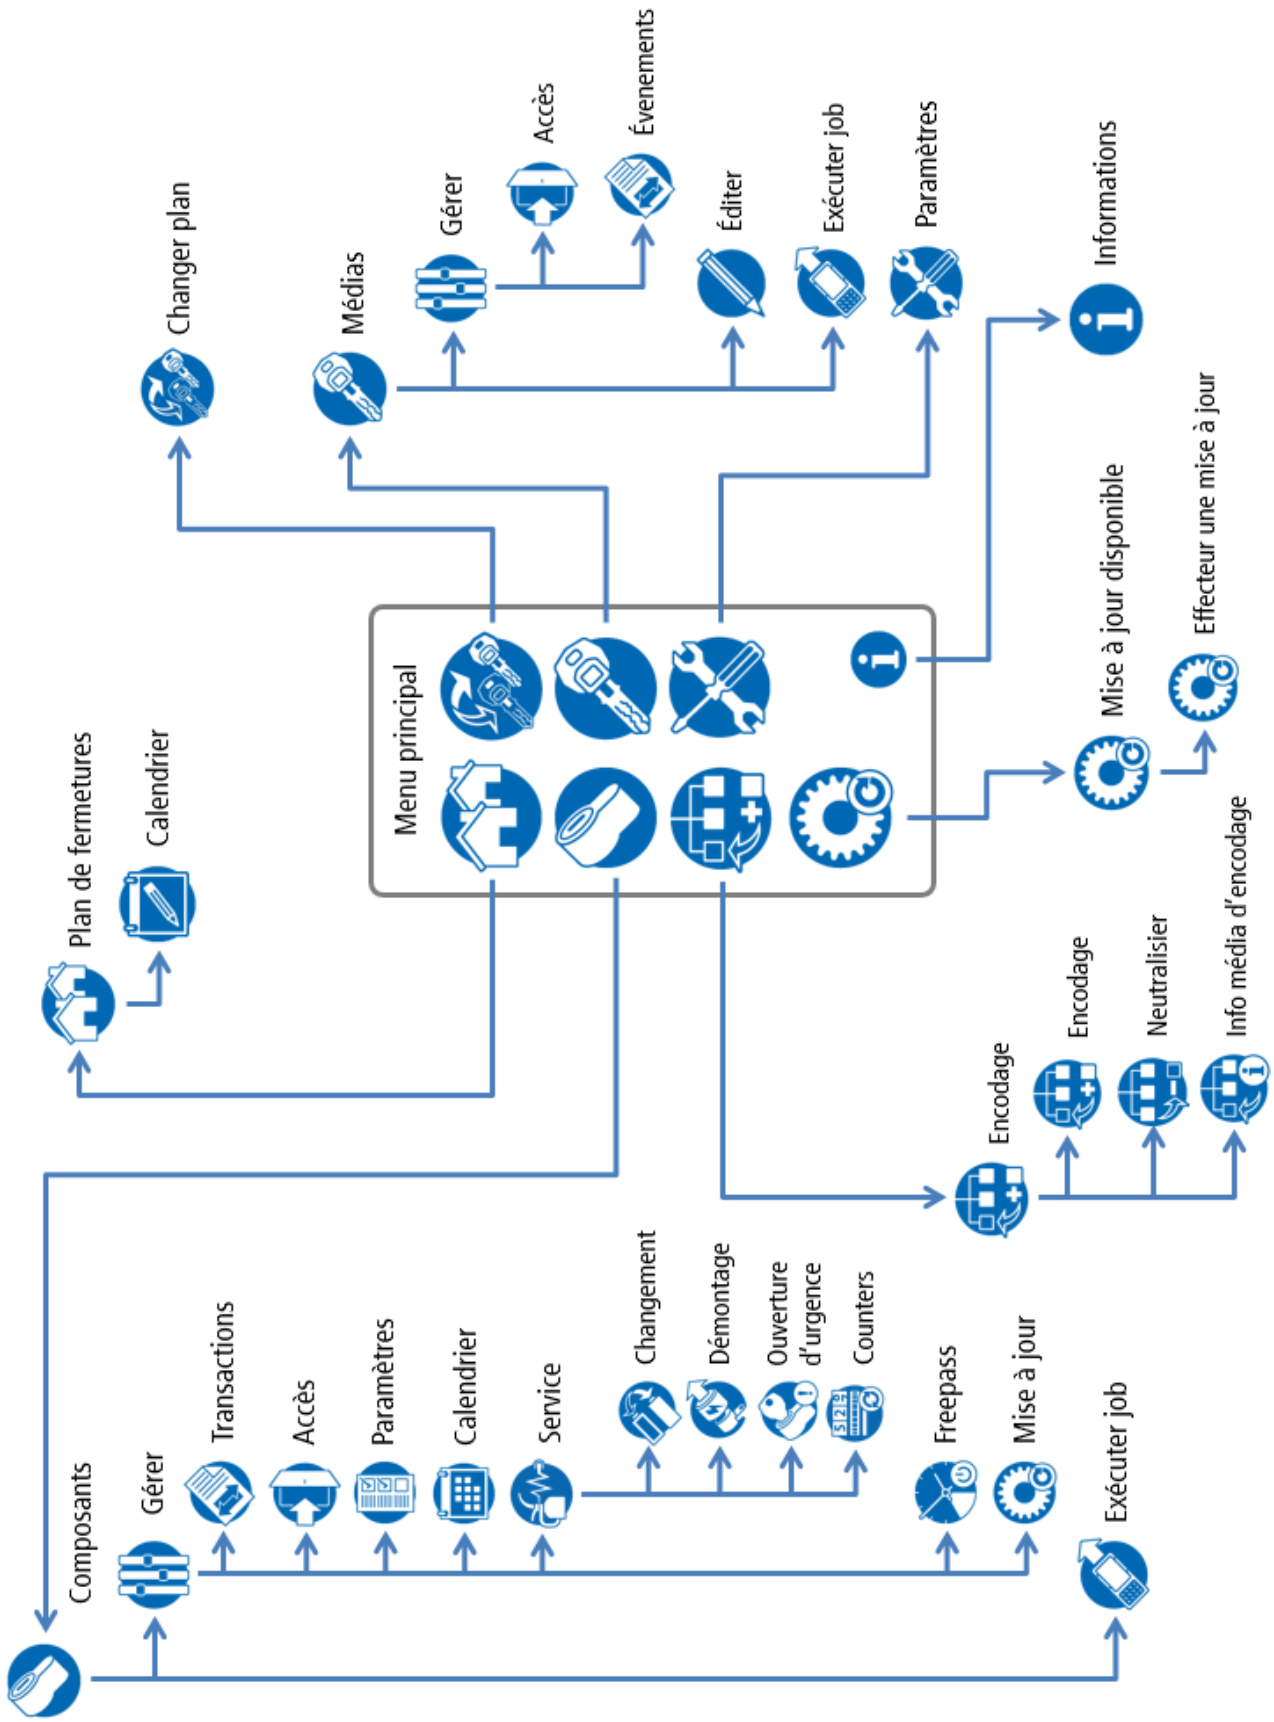 Composants
Gérer
Transactions
Accès
Paramètres
Calendrier
Service
Changement
Démontage
Ouverture
d'urgence
Counters
Freepass
Mise à jour
Exécuter job
Plan de fermetures
Calendrier
Menu principal
Encodage
Encodage
Neutralisier
Info média d'encodage
Changer plan
Médias
Gérer
Accès
Évenements
Éditer
Exécuter job
Paramètres
Informations
Mise à jour disponible
Effecteur une mise à jour